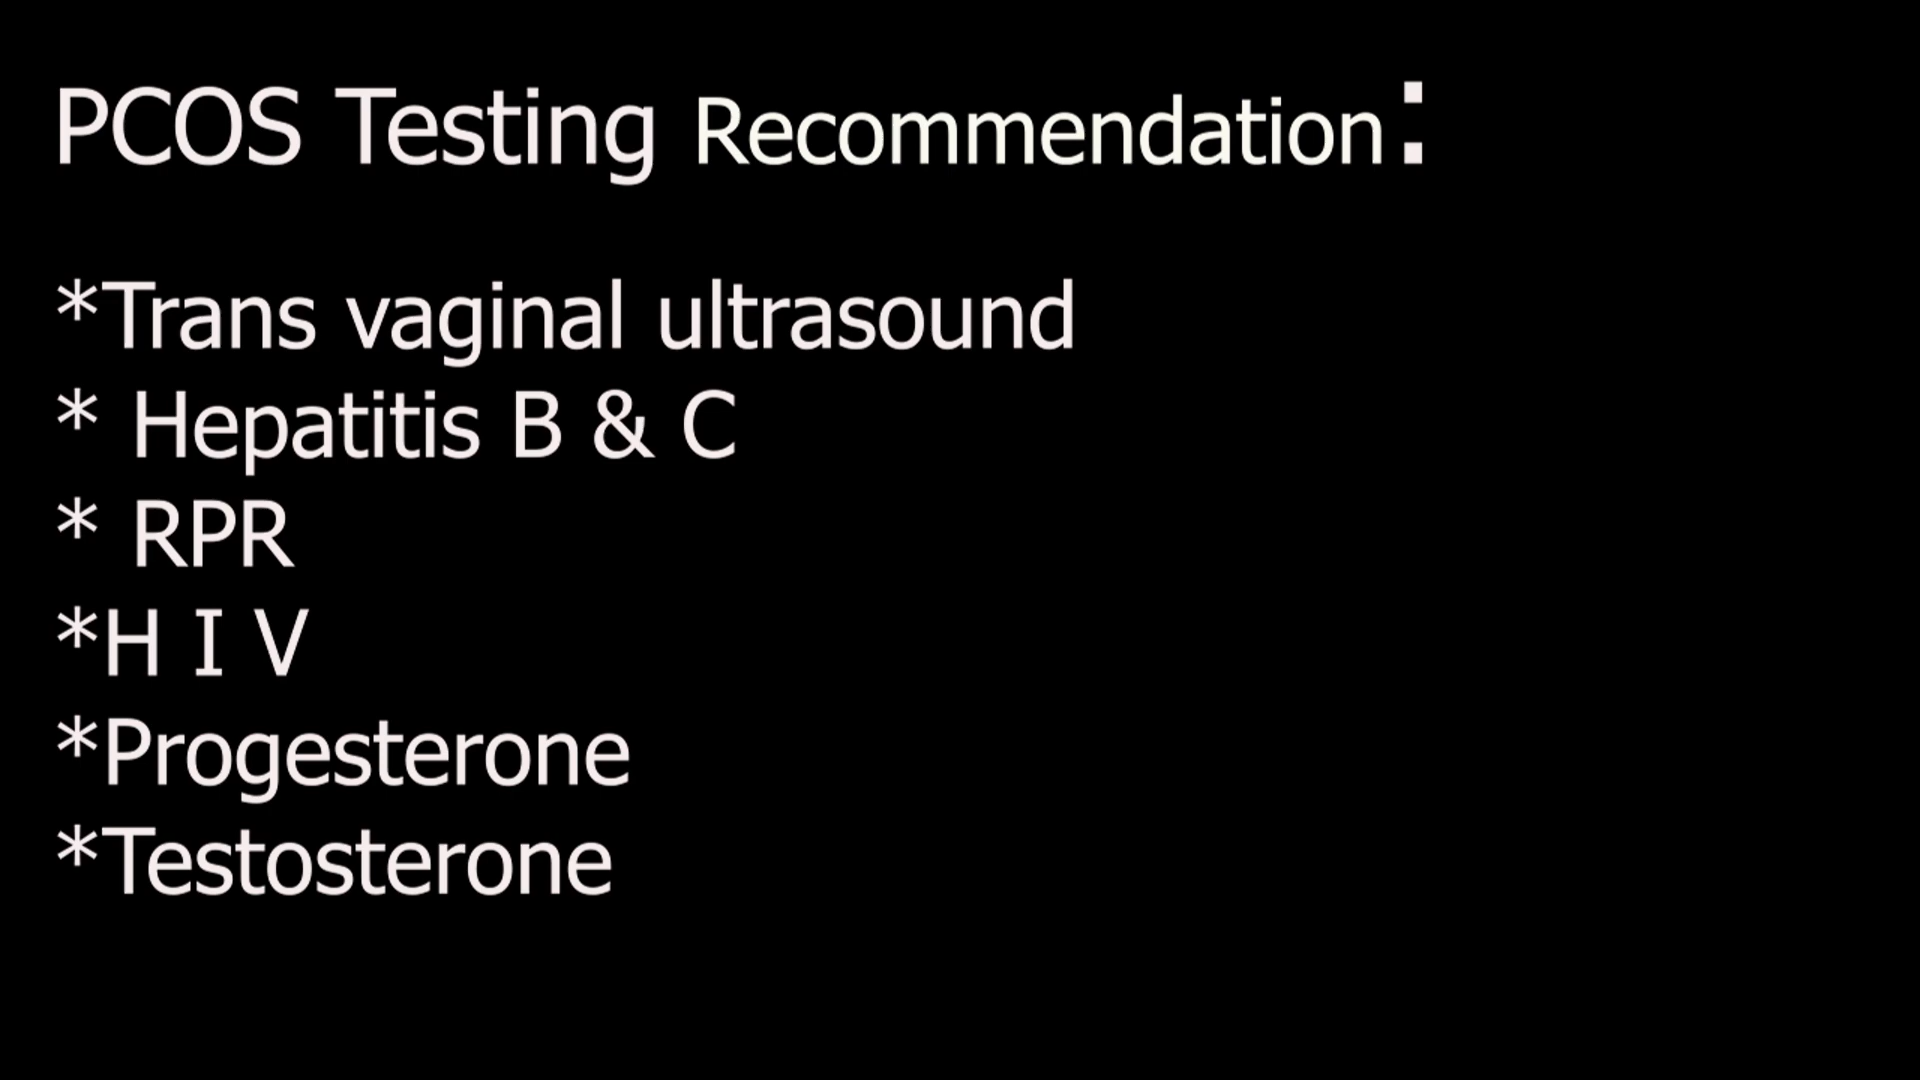 PCOS Testing Recommendation:
*Trans vaginal ultrasound
* Hepatitis B & C
* RPR
*H I V
*Progesterone
*Testosterone